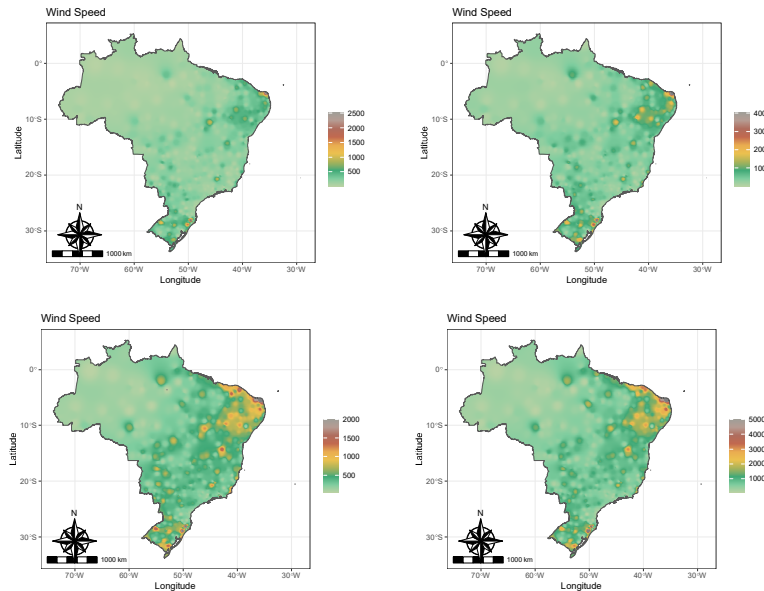 Wind Speed
0°
10°S
20°S
30°S
Latitude
N
1000 km
70°W
60°W
50°W
40°W
30°W
Longitude
2500
2000
1500
1000
500
Wind Speed
0°
10°S
20°S
30°S
Latitude
N
1000 km
70°W
60°W
50°W
40°W
30°W
Longitude
Wind Speed
0°
10°S
20°S
30°S
Latitude
N
1000 km
70°W
60°W
50°W
40°W
30°W
Longitude
2000
1500
1000
500
Wind Speed
0°
10°S
20°S
30°S
Latitude
N
1000 km
70°W
60°W
50°W
40°W
30°W
Longitude
5000
4000
3000
2000
1000